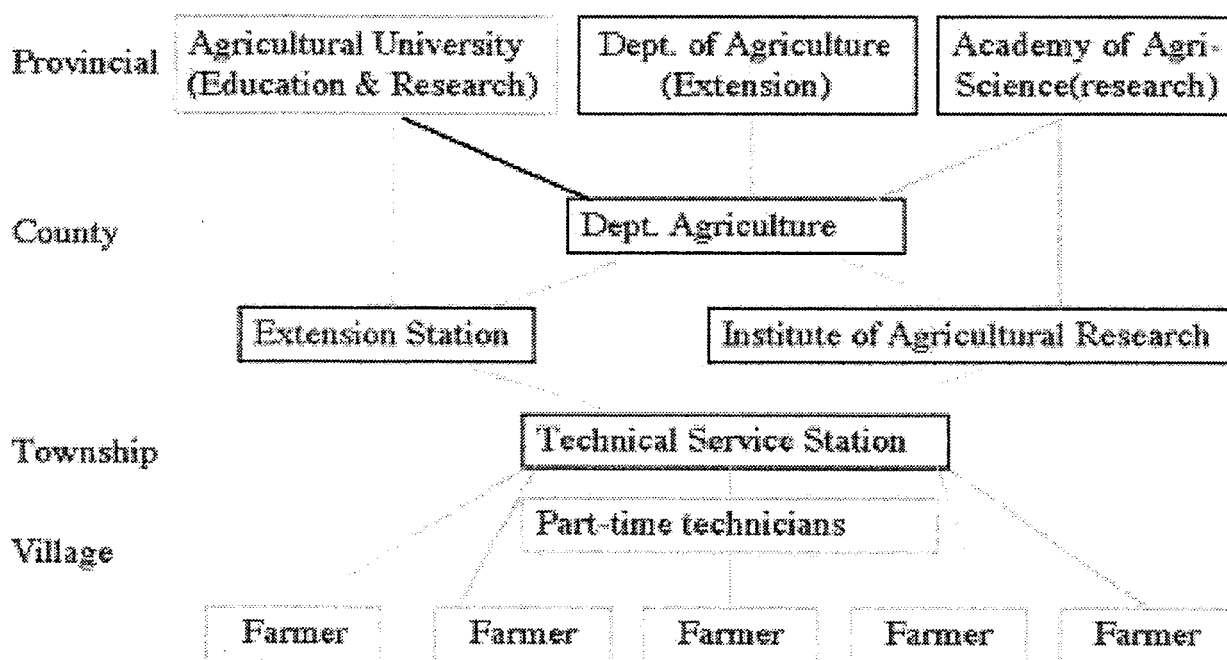 Provincial
Agricultural University
(Education & Research)
Dept. of Agriculture
(Extension)
Academy of Agri-
Science(research)
County
Dept. Agriculture
Extension Station
Institute of Agricultural Research
Township
Technical Service Station
Village
Part-time technicians
Farmer
Farmer
Farmer
Farmer
Farmer